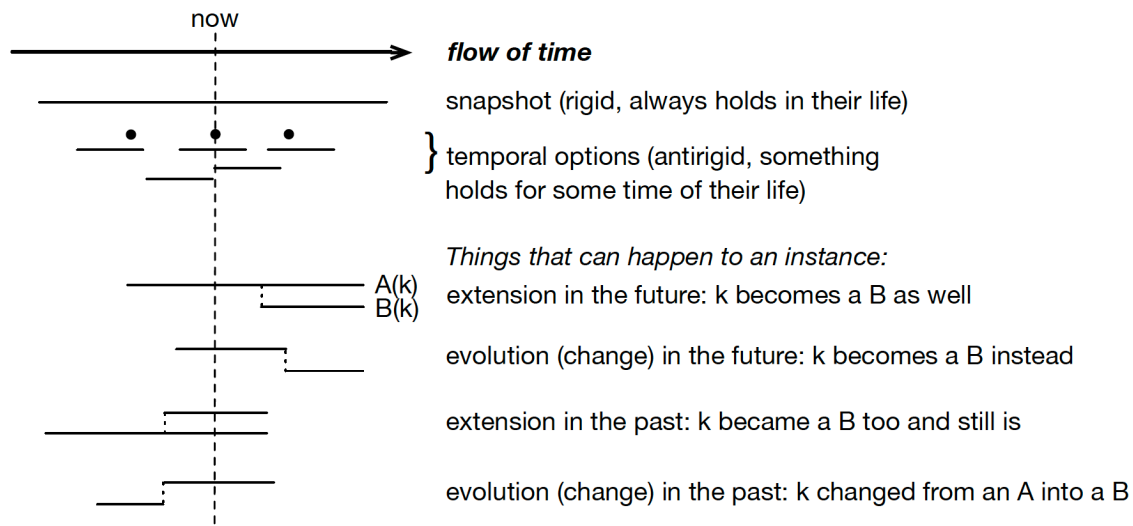 now
flow of time
snapshot (rigid, always holds in their life)
} temporal options (antirigid, something
holds for some time of their life)
Things that can happen to an instance:
A(k)
extension in the future: k becomes a B as well
B(k)
evolution (change) in the future: k becomes a B instead
extension in the past: k became a B too and still is
evolution (change) in the past: k changed from an A into a B